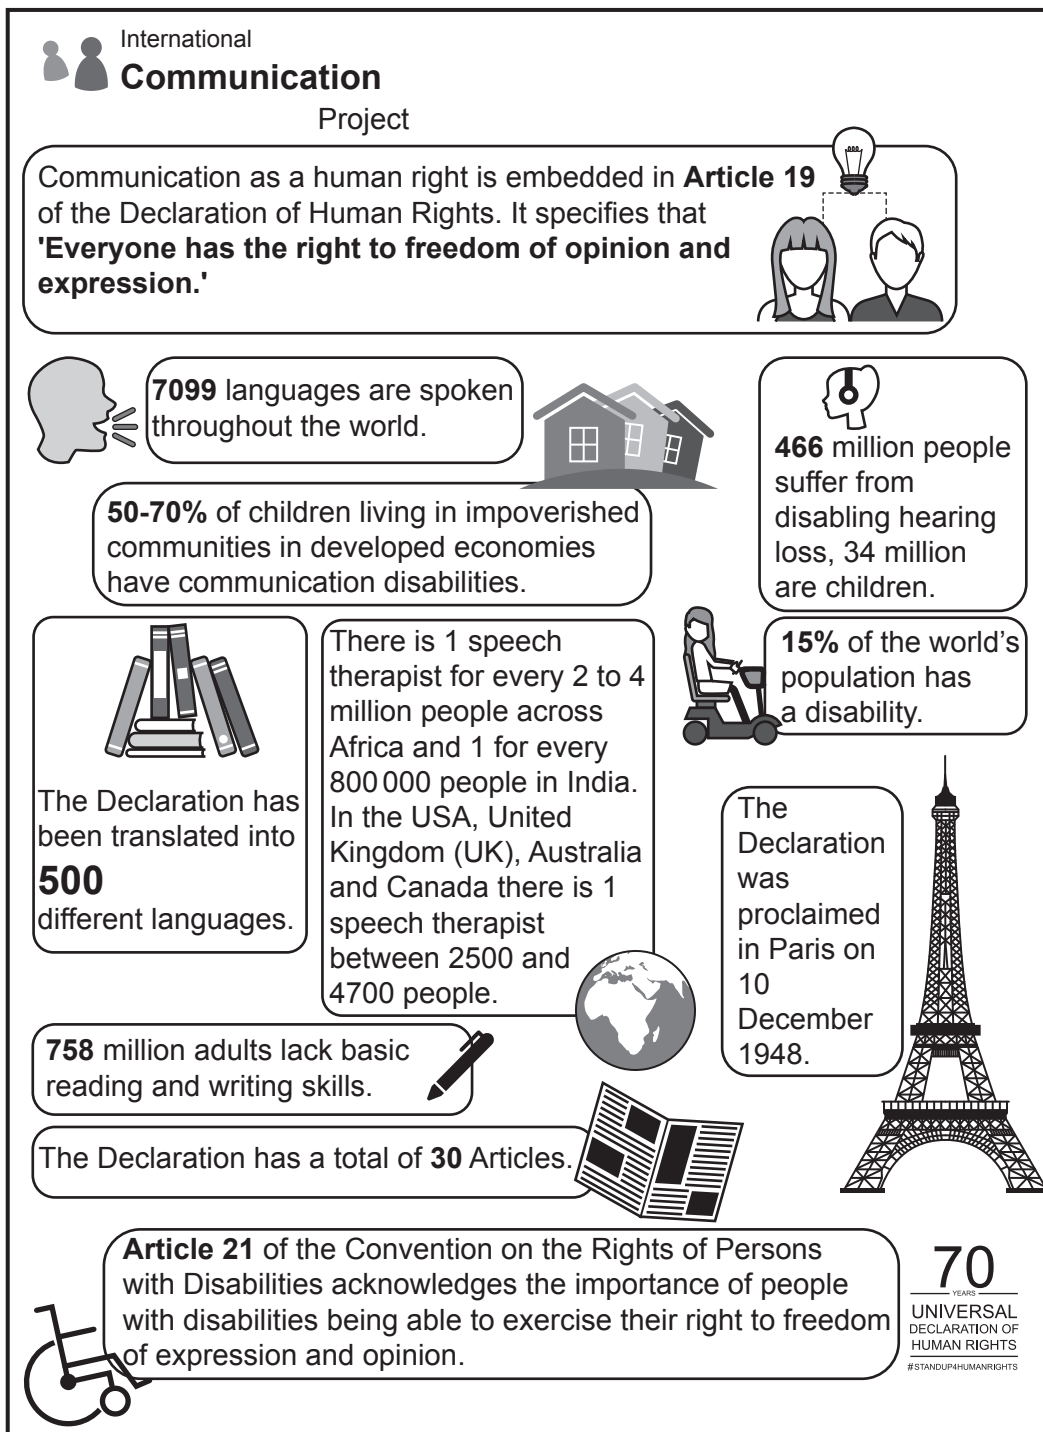 International
Communication
Project
Communication as a human right is embedded in Article 19
of the Declaration of Human Rights. It specifies that
'Everyone has the right to freedom of opinion and
expression.'
7099 languages are spoken
throughout the world.
466 million people
suffer from
disabling hearing
loss, 34 million
are children.
50-70% of children living in impoverished
communities in developed economies
have communication disabilities.
15% of the world’s
population has
a disability.
The Declaration has
been translated into
500
different languages.
There is 1 speech
therapist for every 2 to 4
million people across
Africa and 1 for every
800 000 people in India.
In the USA, United
Kingdom (UK), Australia
and Canada there is 1
speech therapist
between 2500 and
4700 people.
The
Declaration
was
proclaimed
in Paris on
10
December
1948.
758 million adults lack basic
reading and writing skills.
The Declaration has a total of 30 Articles.
Article 21 of the Convention on the Rights of Persons
with Disabilities acknowledges the importance of people
with disabilities being able to exercise their right to freedom
of expression and opinion.
70
YEARS
UNIVERSAL
DECLARATION OF
HUMAN RIGHTS
#STANDUP4HUMANRIGHTS